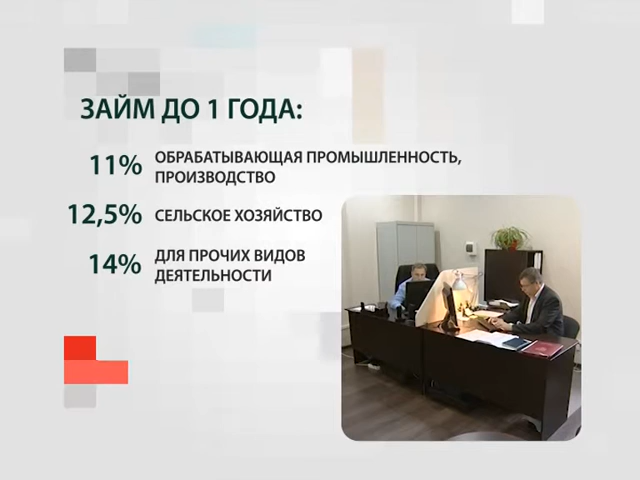 ЗАЙМ ДО 1 ГОДА:
11% ОБРАБАТЫВАЮЩАЯ ПРОМЫШЛЕННОСТЬ,
ПРОИЗВОДСТВО
12,5% СЕЛЬСКОЕ ХОЗЯЙСТВО
14% ДЛЯ ПРОЧИХ ВИДОВ
ДЕЯТЕЛЬНОСТИ